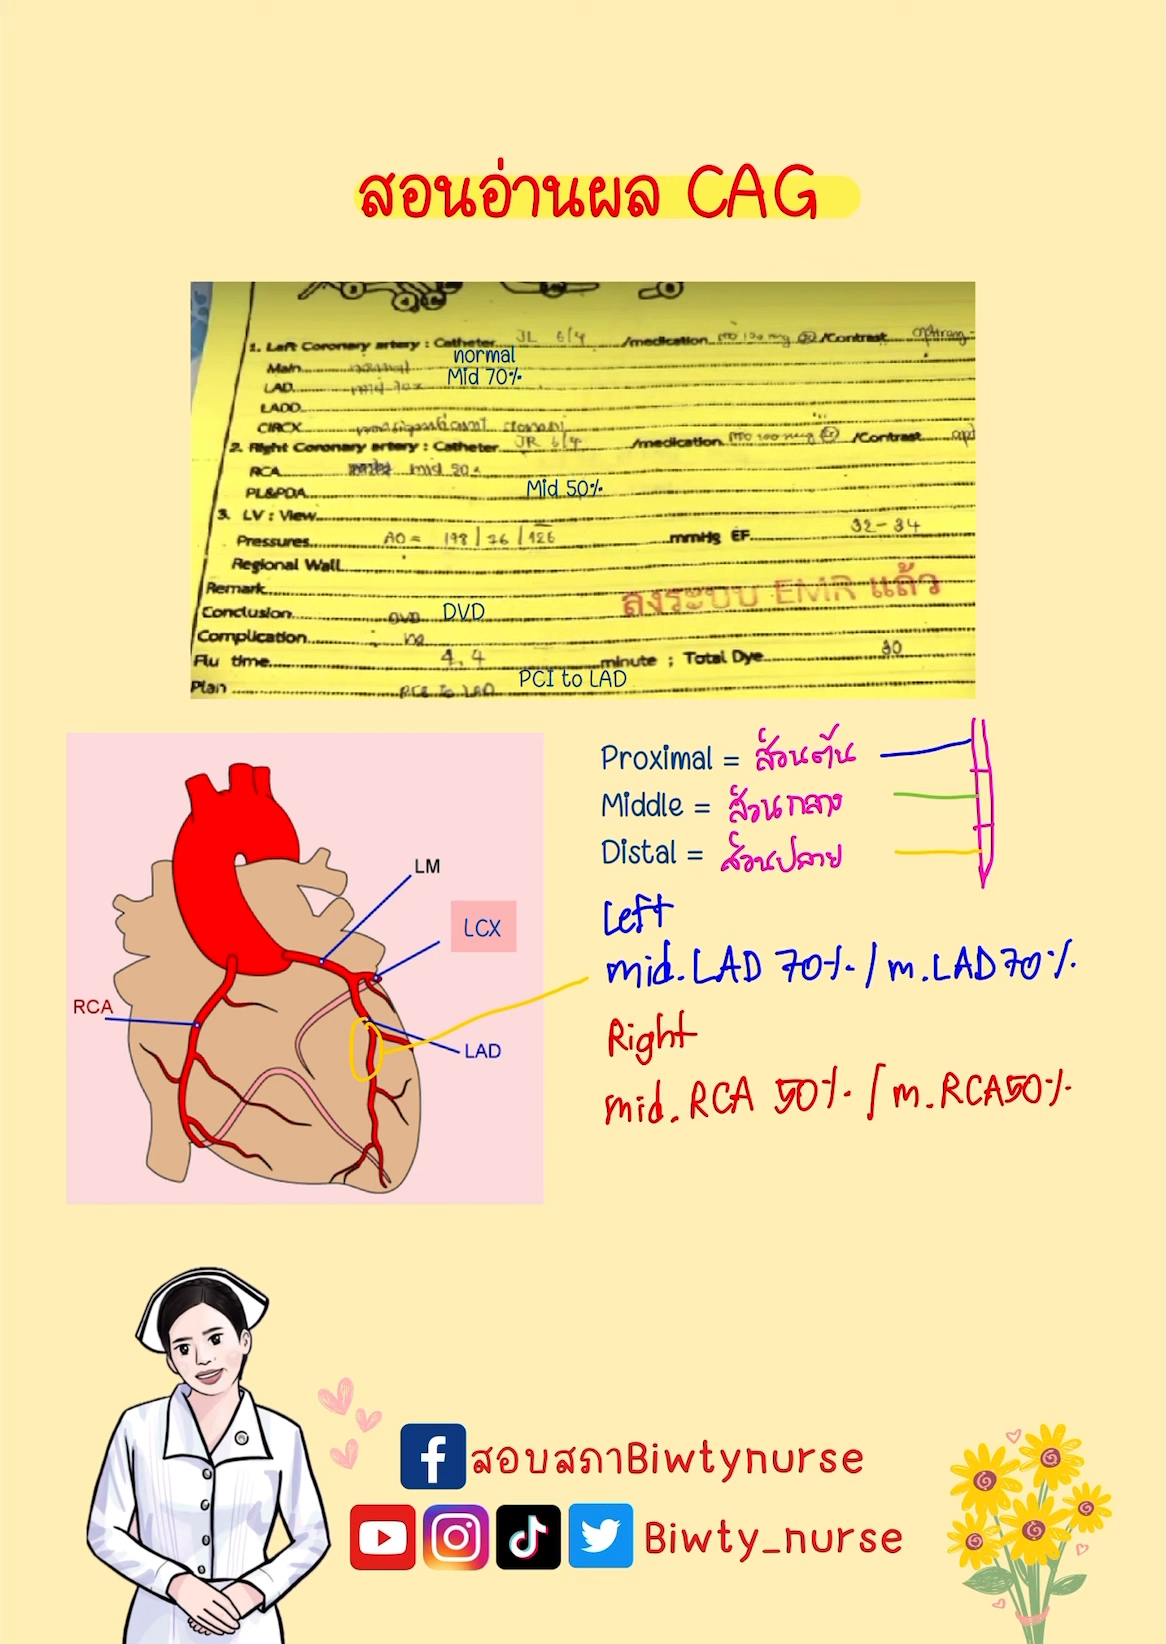 สอนอ่านผล CAG
1. Left Coronary artery : Catheter JL 6/4 /medication /Contrast
normal
Main
Mid 70%
LAD
LADD
CIRCX
2. Right Coronary artery : Catheter JR 6/4 /medication /Contrast
RCA mid 50
Mid 50%
PL&PDA
3. LV : View
Pressures AO = mmHg EF 32-34
Regional Wall
Remark
ลงระบบ EMR แล้ว
Conclusion DVD DVD
Complication no
Flu time 4.4 minute ; Total Dye 30
PCI to LAD
Plan PCI to LAD
Proximal = ส่วนต้น
Middle = ส่วนกลาง
Distal = ส่วนปลาย
LM
LCX
RCA
LAD
Left
mid. LAD 70% / m. LAD 70%
Right
mid. RCA 50% / m. RCA 50%
สอบสภาBiwtynurse
Biwty_nurse